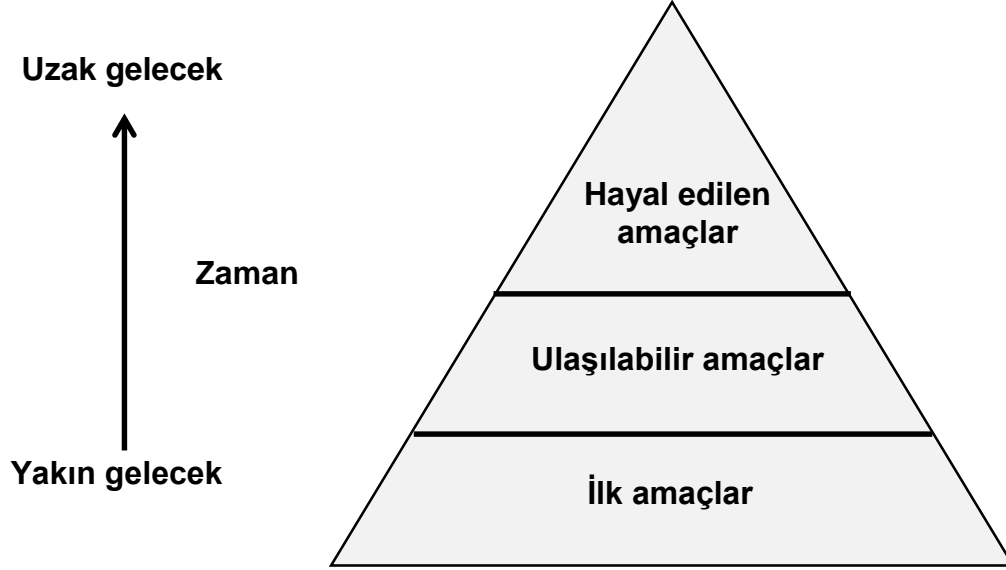 Uzak gelecek
Zaman
Yakın gelecek
Hayal edilen
amaçlar
Ulaşılabilir amaçlar
İlk amaçlar